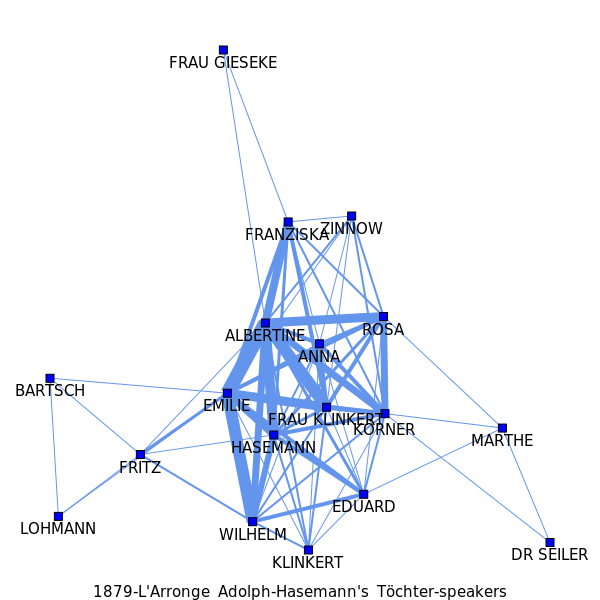 FRAU GIESEKE
FRANZISKA
ZINNOW
ALBERTINE
ROSA
ANNA
BARTSCH
EMILIE
FRAU KLINKERT
KÖRNER
HASEMANN
MARTHE
FRITZ
EDUARD
LOHMANN
WILHELM
KLINKERT
DR SEILER
1879-L'Arronge Adolph-Hasemann's Töchter-speakers